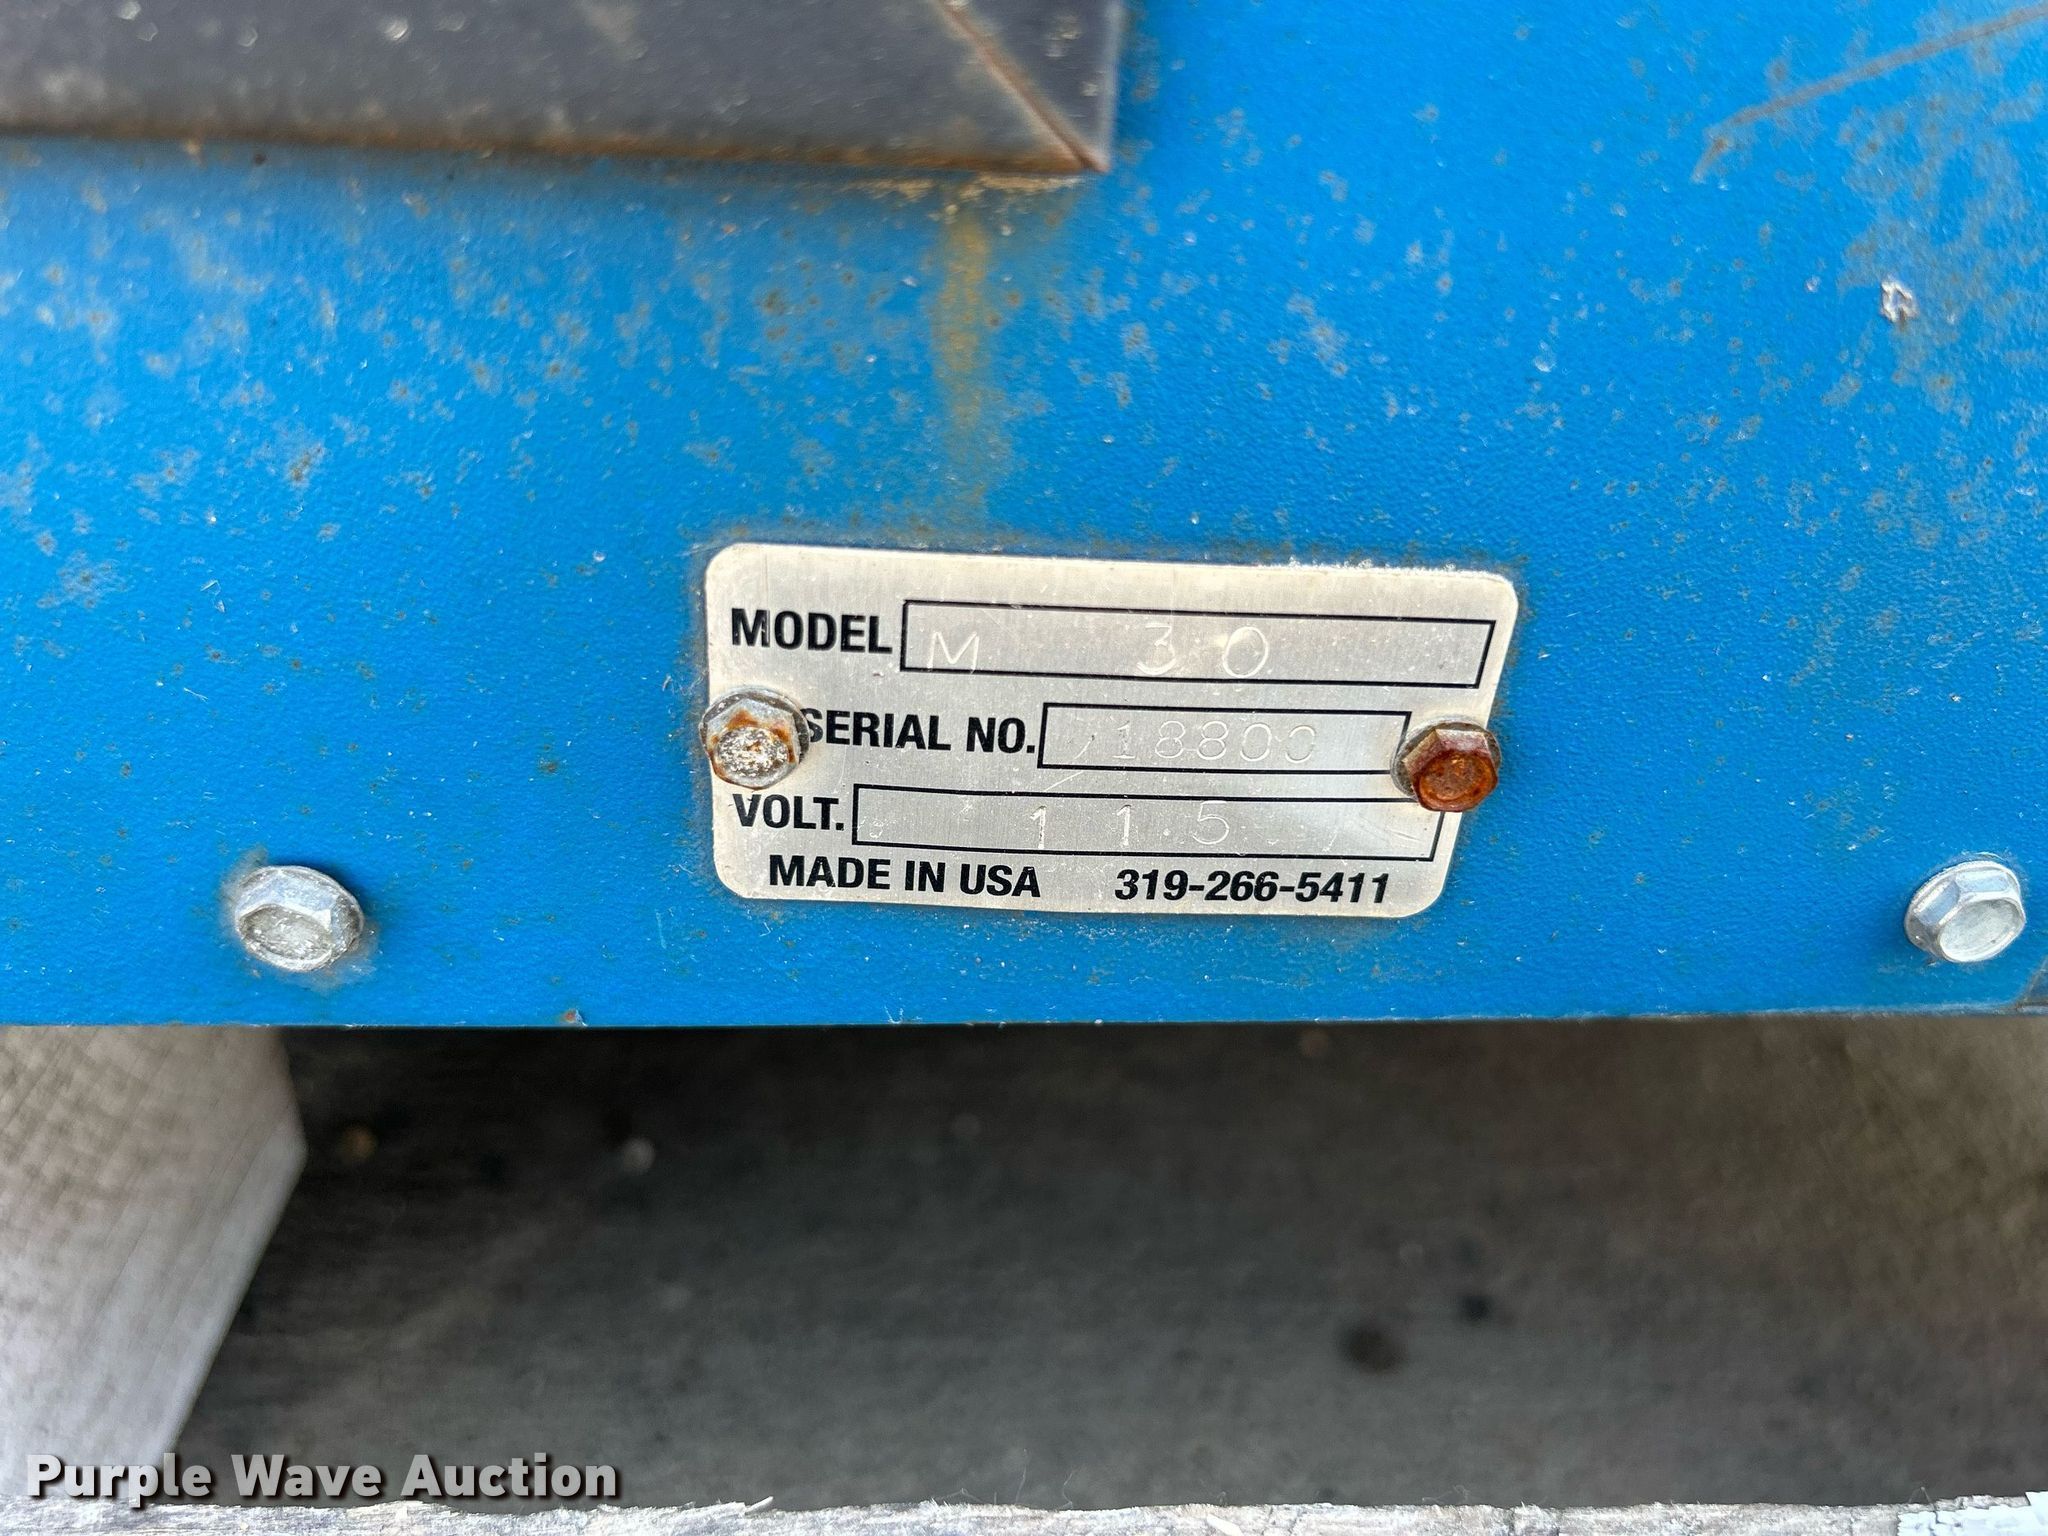 MODEL M 30
SERIAL NO. 18800
VOLT. 115
MADE IN USA 319-266-5411
Purple Wave Auction